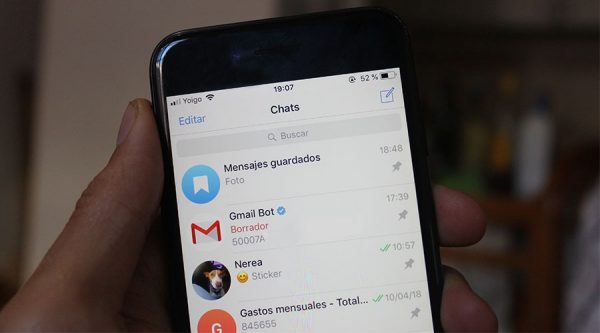 Yoigo 19:07 52 %
Editar Chats
Buscar
Mensajes guardados 18:48
Foto
Gmail Bot 17:39
Borrador
50007A
Nerea 10:57
😊 Sticker
Gastos mensuales - Total... 10/04/18
G 845655